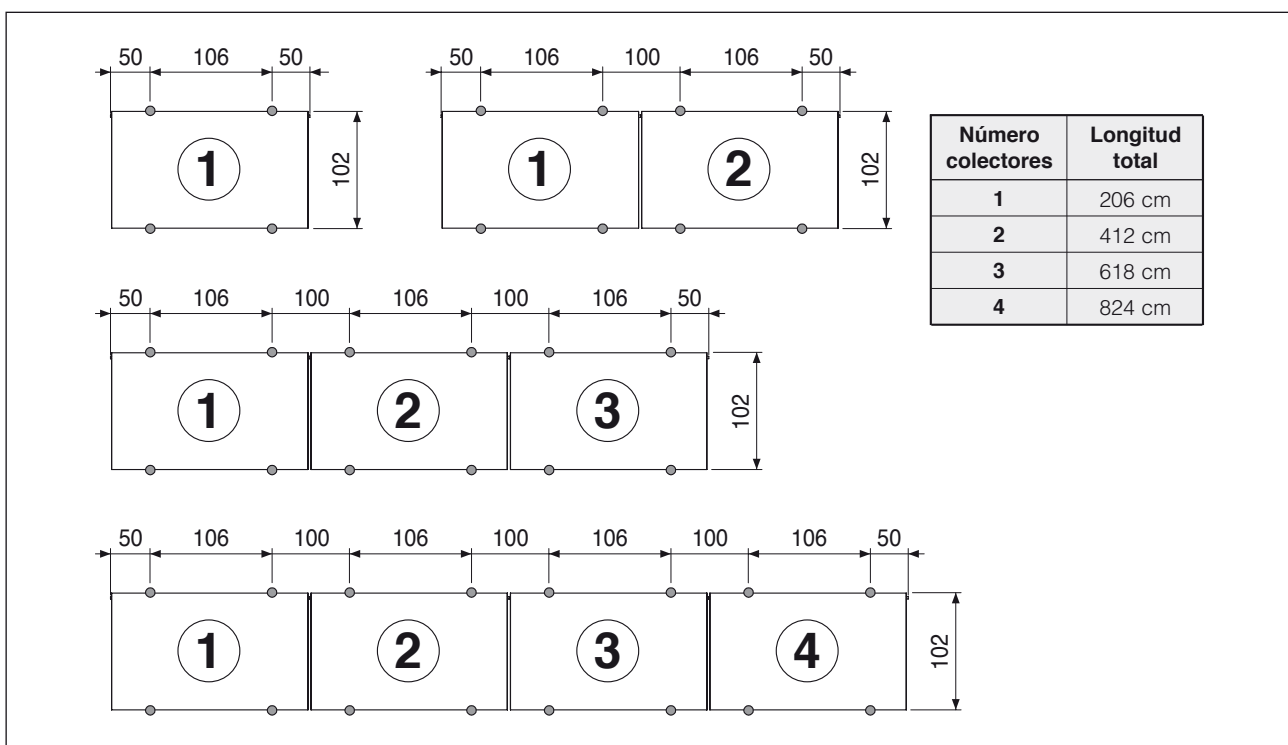 50 106 50
1
102
50 106 100 106 50
1 2
102
Número colectores Longitud total
1 206 cm
2 412 cm
3 618 cm
4 824 cm
50 106 100 106 100 106 50
1 2 3
102
50 106 100 106 100 106 100 106 50
1 2 3 4
102